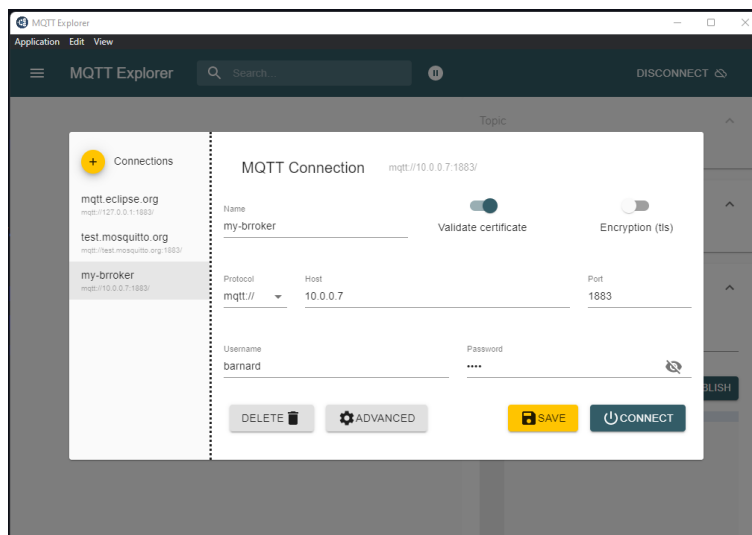 MQTT Explorer
Application Edit View
MQTT Explorer Search... DISCONNECT
Topic
Connections
mqtt.eclipse.org
mqtt://127.0.0.1:1883/
test.mosquitto.org
mqtt://test.mosquitto.org:1883/
my-brroker
mqtt://10.0.0.7:1883/
MQTT Connection mqtt://10.0.0.7:1883/
Name
my-brroker
Validate certificate Encryption (tls)
Protocol Host Port
mqtt:// 10.0.0.7 1883
Username Password
barnard ••••
DELETE ADVANCED SAVE CONNECT
BLISH